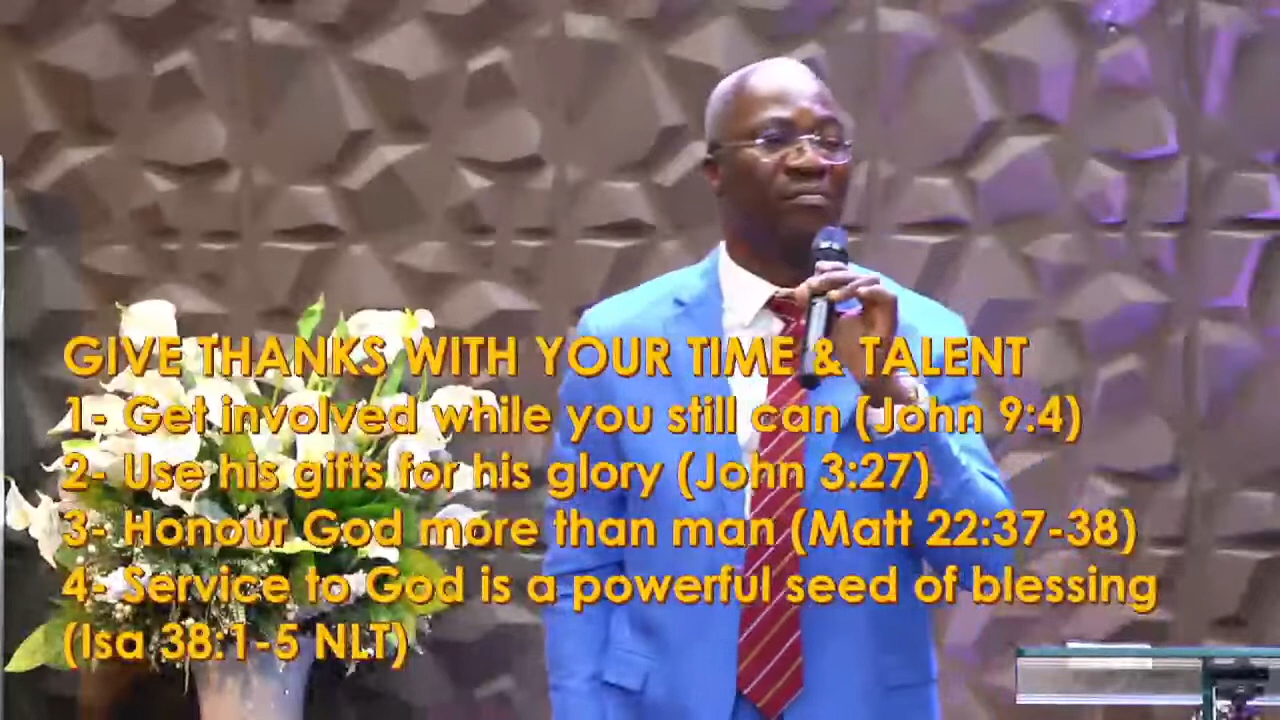 GIVE THANKS WITH YOUR TIME & TALENT
1- Get involved while you still can (John 9:4)
2- Use his gifts for his glory (John 3:27)
3- Honour God more than man (Matt 22:37-38)
4- Service to God is a powerful seed of blessing
(Isa 38:1-5 NLT)